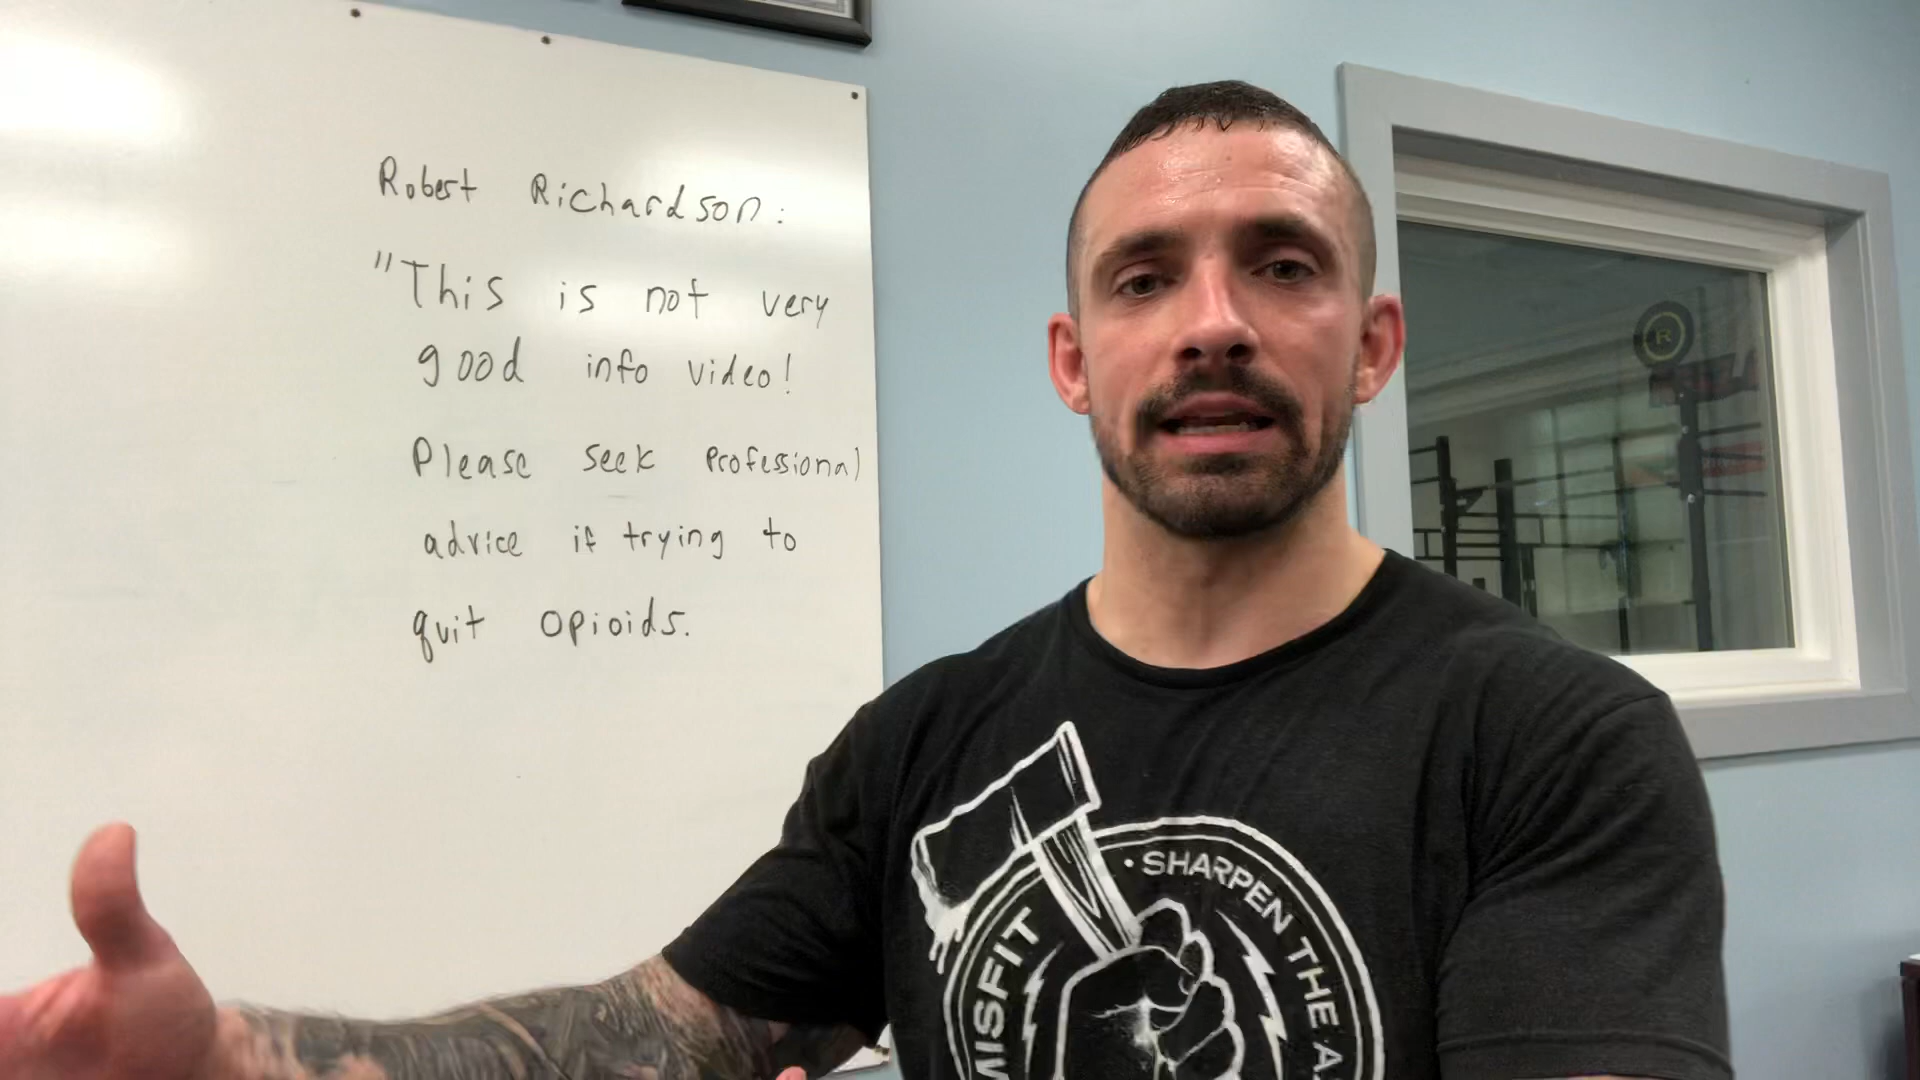 Robert Richardson:
"This is not very
good info video!
Please seek professional
advice if trying to
quit opioids.
MISFIT
• SHARPEN THE A
R